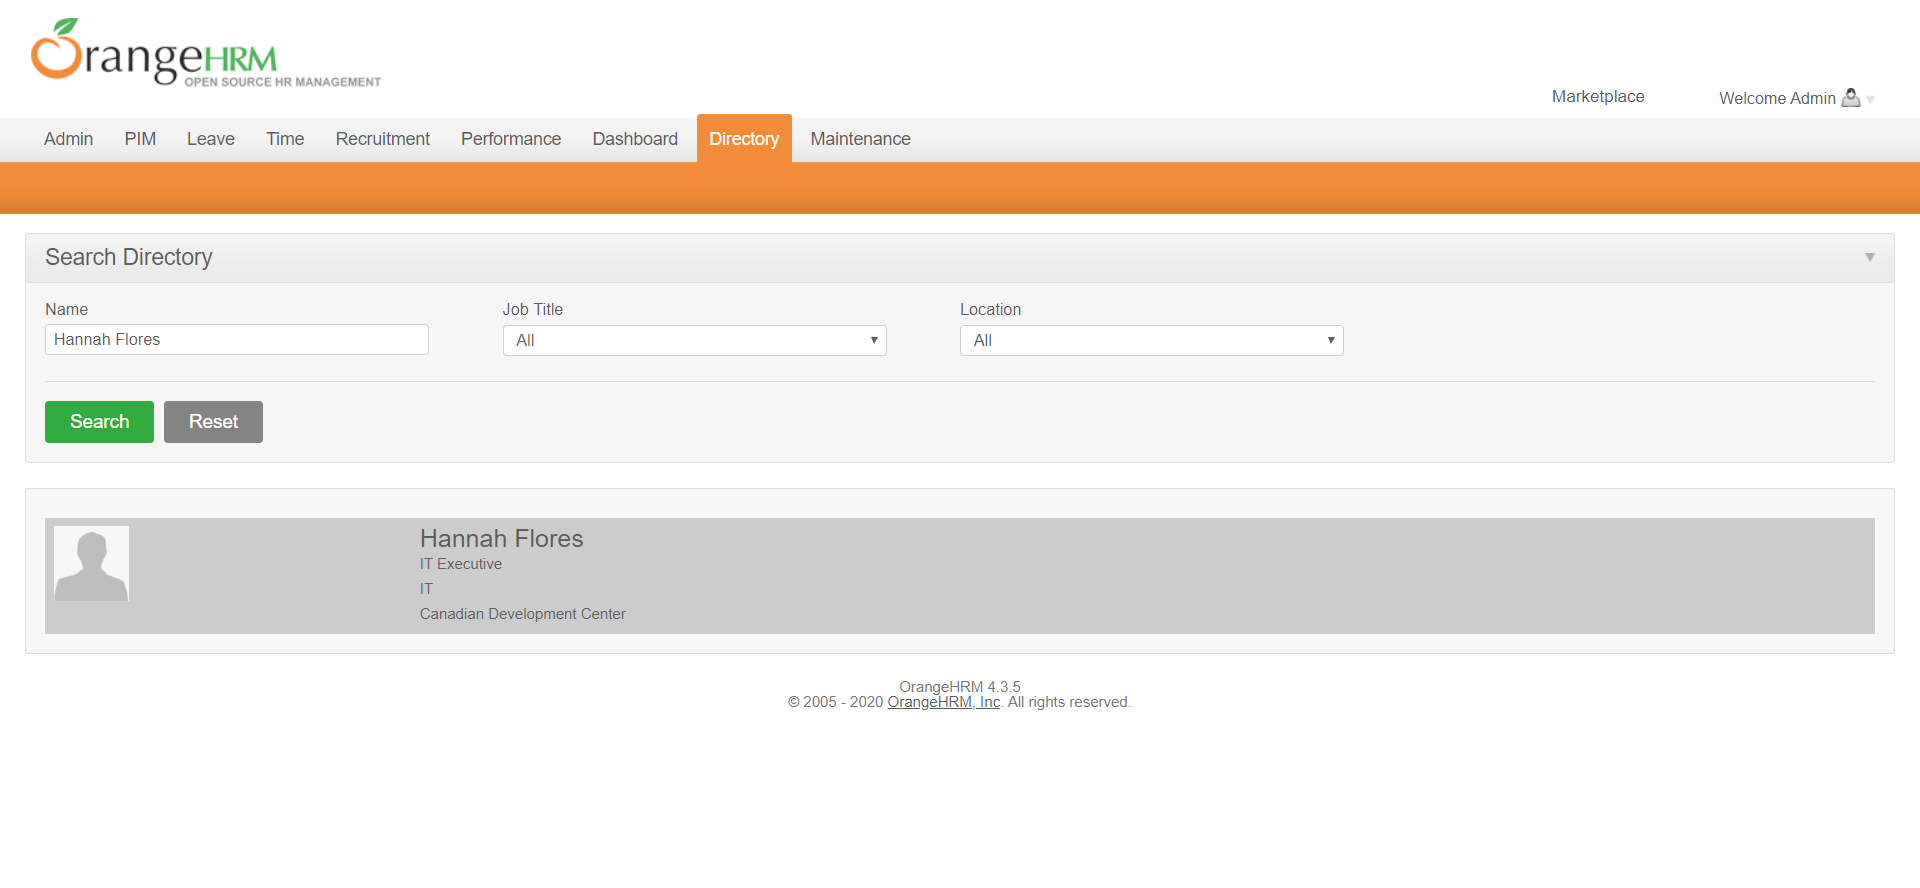 OrangeHRM
OPEN SOURCE HR MANAGEMENT
Marketplace
Welcome Admin
Admin PIM Leave Time Recruitment Performance Dashboard Directory Maintenance
Search Directory
Name Job Title Location
Hannah Flores All All
Search Reset
Hannah Flores
IT Executive
IT
Canadian Development Center
OrangeHRM 4.3.5
© 2005 - 2020 OrangeHRM, Inc. All rights reserved.